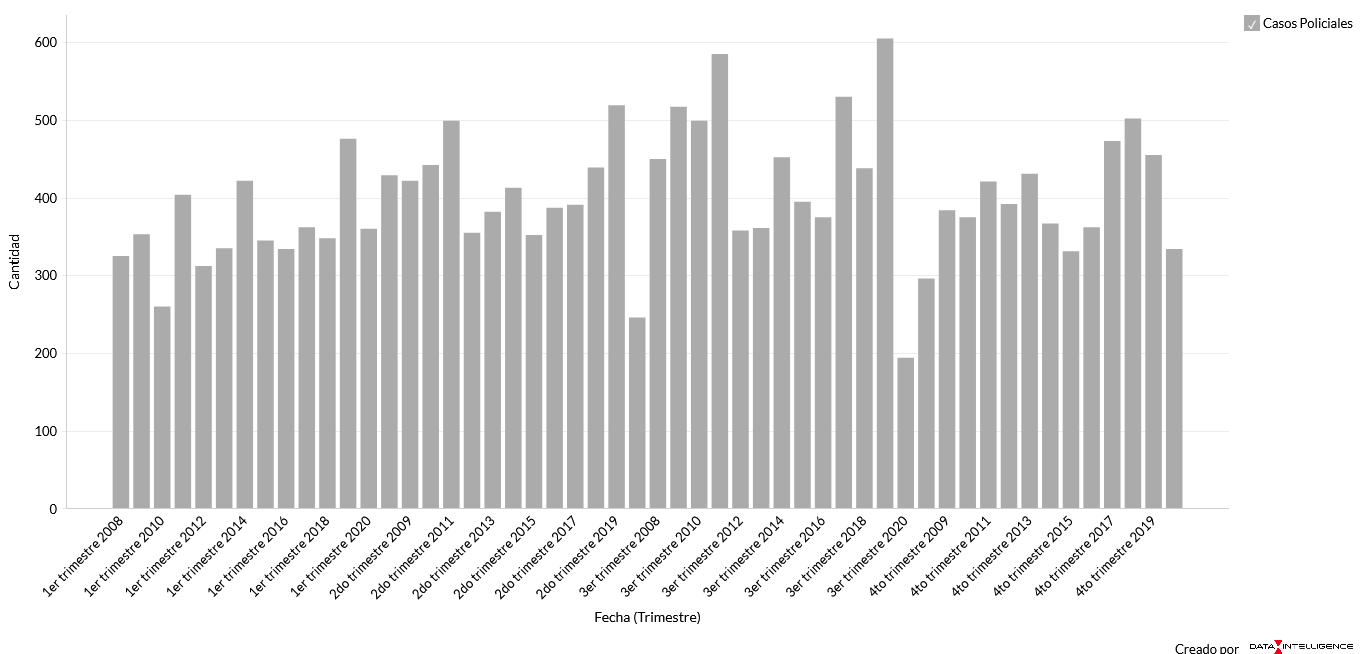 Casos Policiales
600
500
400
300
200
100
0
Cantidad
1er trimestre 2008
1er trimestre 2010
1er trimestre 2012
1er trimestre 2014
1er trimestre 2016
1er trimestre 2018
1er trimestre 2020
2do trimestre 2009
2do trimestre 2011
2do trimestre 2013
2do trimestre 2015
2do trimestre 2017
2do trimestre 2019
3er trimestre 2008
3er trimestre 2010
3er trimestre 2012
3er trimestre 2014
3er trimestre 2016
3er trimestre 2018
3er trimestre 2020
4to trimestre 2009
4to trimestre 2011
4to trimestre 2013
4to trimestre 2015
4to trimestre 2017
4to trimestre 2019
Fecha (Trimestre)
Creado por DATA INTELLIGENCE